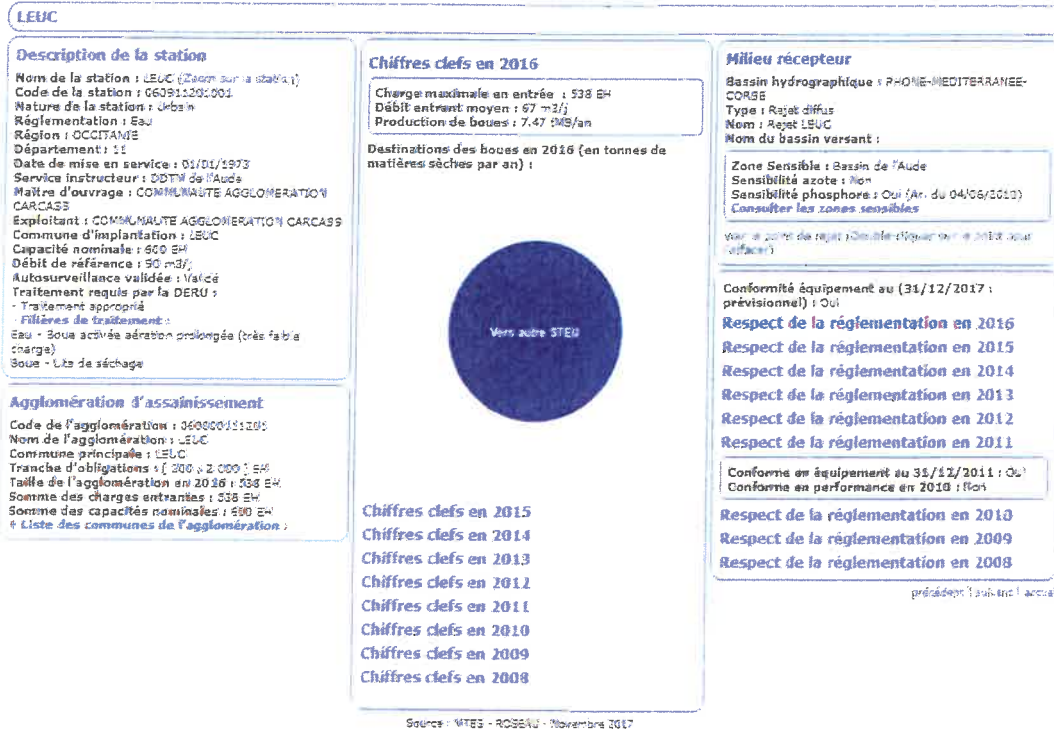 LEUC
Description de la station
Nom de la station : LEUC (Zoom sur la station)
Code de la station : 060911201001
Nature de la station : Urbain
Réglementation : Eau
Région : OCCITANIE
Département : 11
Date de mise en service : 01/01/1973
Service instructeur : DDTM de l'Aude
Maître d'ouvrage : COMMUNAUTE AGGLOMERATION
CARCASS
Exploitant : COMMUNAUTE AGGLOMERATION CARCASS
Commune d'implantation : LEUC
Capacité nominale : 600 EH
Débit de référence : 90 m3/j
Autosurveillance validée : Validé
Traitement requis par la DERU :
- Traitement approprié
- Filières de traitement :
Eau - Boue activée aération prolongée (très faible
charge)
Boue - Lits de séchage
Agglomération d'assainissement
Code de l'agglomération :
Nom de l'agglomération : LEUC
Commune principale : LEUC
Tranche d'obligations : [ 200 ; 2 000 [ EH
Taille de l'agglomération en 2016 : 538 EH
Somme des charges entrantes : 538 EH
Somme des capacités nominales : 600 EH
+ Liste des communes de l'agglomération :
Chiffres clefs en 2016
Charge maximale en entrée : 538 EH
Débit entrant moyen : 67 m3/j
Production de boues : 7.47 tMS/an
Destinations des boues en 2016 (en tonnes de
matières sèches par an) :
Vers autre STEU
Chiffres clefs en 2015
Chiffres clefs en 2014
Chiffres clefs en 2013
Chiffres clefs en 2012
Chiffres clefs en 2011
Chiffres clefs en 2010
Chiffres clefs en 2009
Chiffres clefs en 2008
Milieu récepteur
Bassin hydrographique : RHONE-MEDITERRANEE-
CORSE
Type : Rejet diffus
Nom : Rejet LEUC
Nom du bassin versant :
Zone Sensible : Bassin de l'Aude
Sensibilité azote : Non
Sensibilité phosphore : Oui (Ar. du 04/06/2013)
Consulter les zones sensibles
Voir le point de rejet (Double-cliquer sur le point pour
l'effacer)
Conformité équipement au (31/12/2017 :
prévisionnel) : Oui
Respect de la réglementation en 2016
Respect de la réglementation en 2015
Respect de la réglementation en 2014
Respect de la réglementation en 2013
Respect de la réglementation en 2012
Respect de la réglementation en 2011
Conforme en équipement au 31/12/2011 : Oui
Conforme en performance en 2010 : Non
Respect de la réglementation en 2010
Respect de la réglementation en 2009
Respect de la réglementation en 2008
précédent | suivant | accueil
Source : MTES - ROSEAU - Novembre 2017